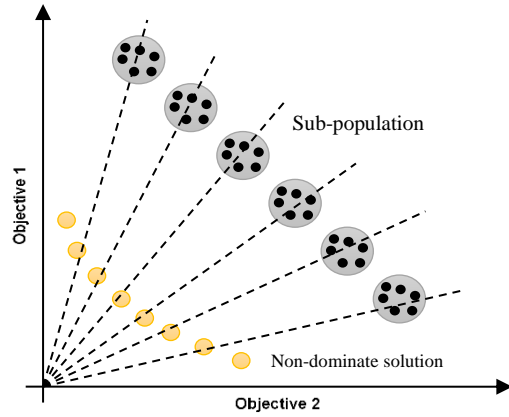 Sub-population
Objective 1
Non-dominate solution
Objective 2